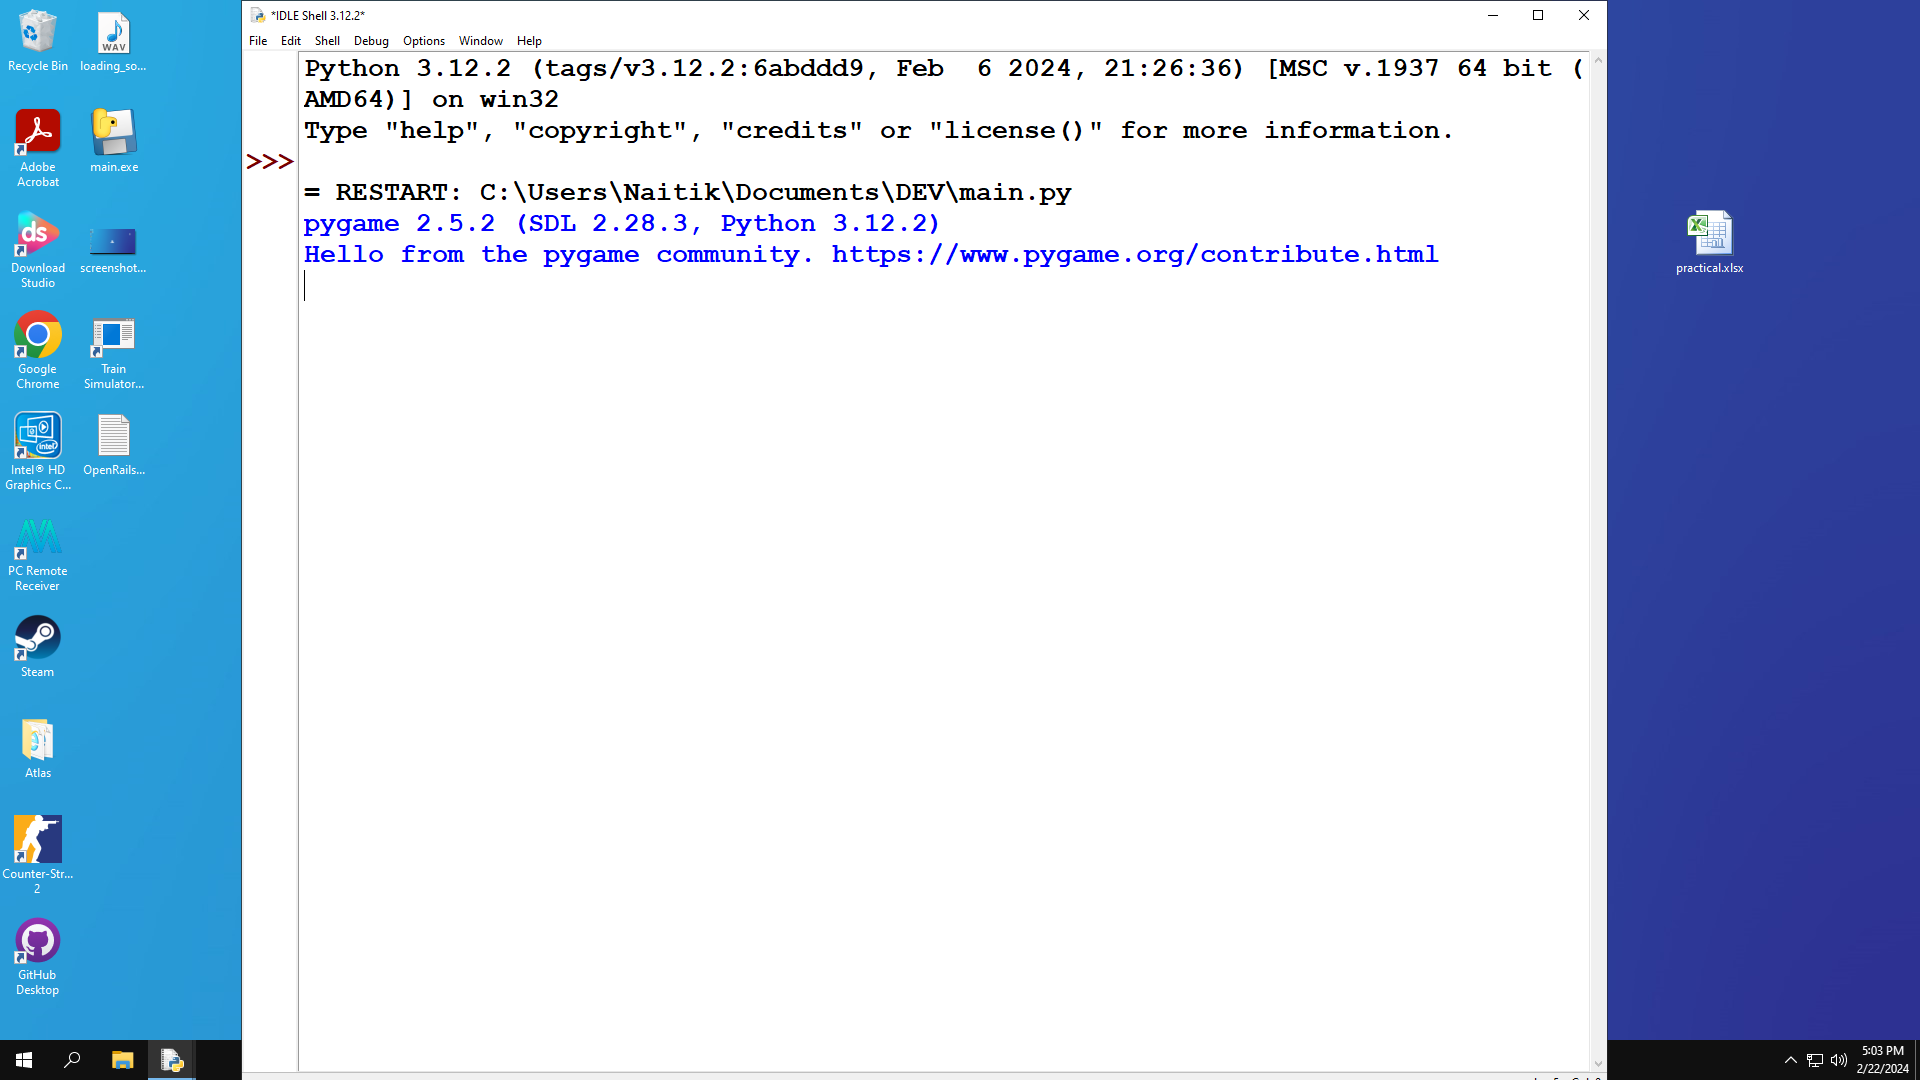 *IDLE Shell 3.12.2*
File Edit Shell Debug Options Window Help
Python 3.12.2 (tags/v3.12.2:6abddd9, Feb  6 2024, 21:26:36) [MSC v.1937 64 bit (
AMD64)] on win32
Type "help", "copyright", "credits" or "license()" for more information.
>>>
= RESTART: C:\Users\Naitik\Documents\DEV\main.py
pygame 2.5.2 (SDL 2.28.3, Python 3.12.2)
Hello from the pygame community. https://www.pygame.org/contribute.html
Recycle Bin
Adobe
Acrobat
ds
Download
Studio
Google
Chrome
intel
Intel® HD
Graphics C...
PC Remote
Receiver
Steam
Atlas
Counter-Str...
2
GitHub
Desktop
WAV
loading_so...
main.exe
screenshot...
Train
Simulator...
OpenRails...
practical.xlsx
5:03 PM
2/22/2024